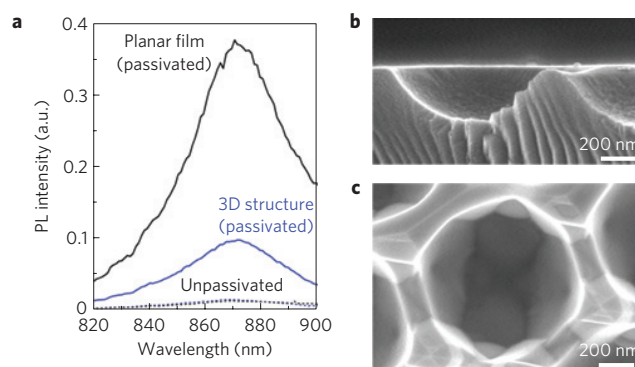 a
0.4
0.3
0.2
0.1
0
PL intensity (a.u.)
Planar film
(passivated)
3D structure
(passivated)
Unpassivated
820
840
860
880
900
Wavelength (nm)
b
200 nm
c
200 nm